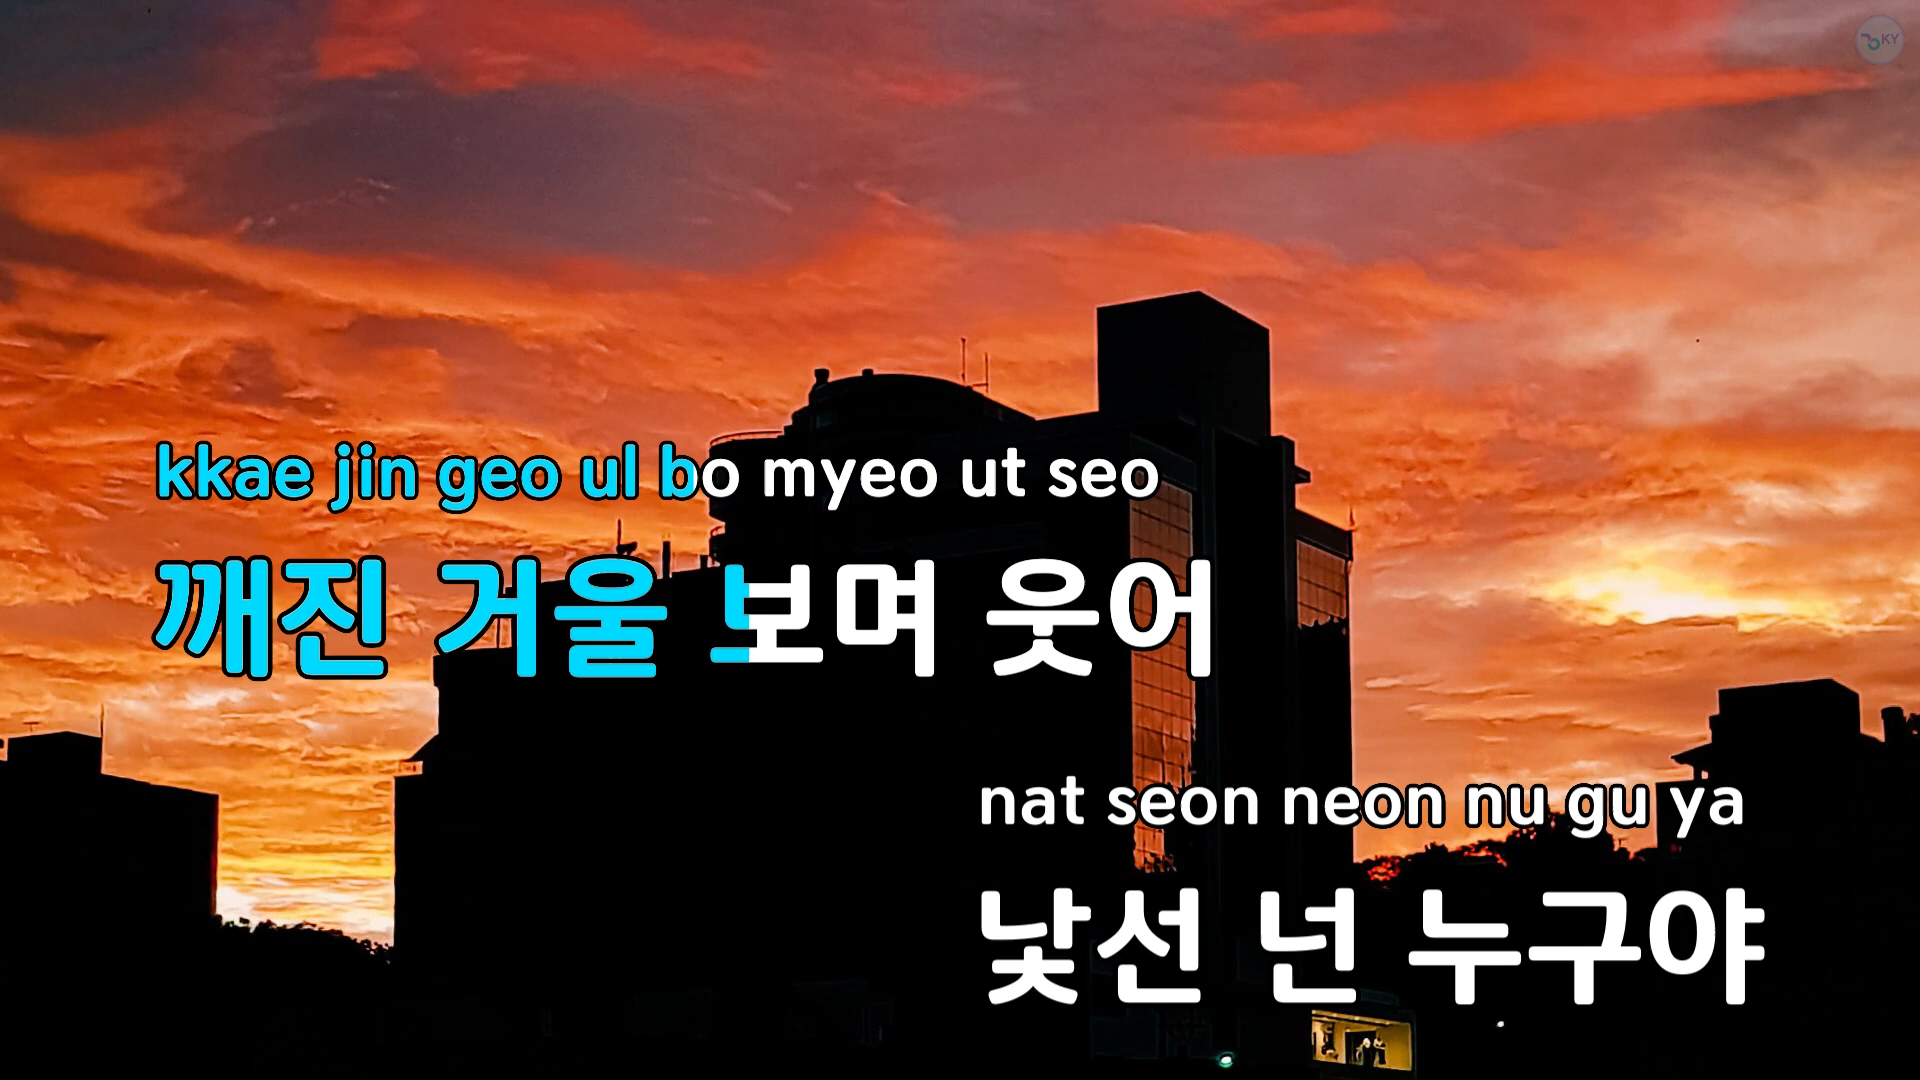 KY
kkae jin geo ul bo myeo ut seo
깨진 거울 보며 웃어
nat seon neon nu gu ya
낯선 넌 누구야